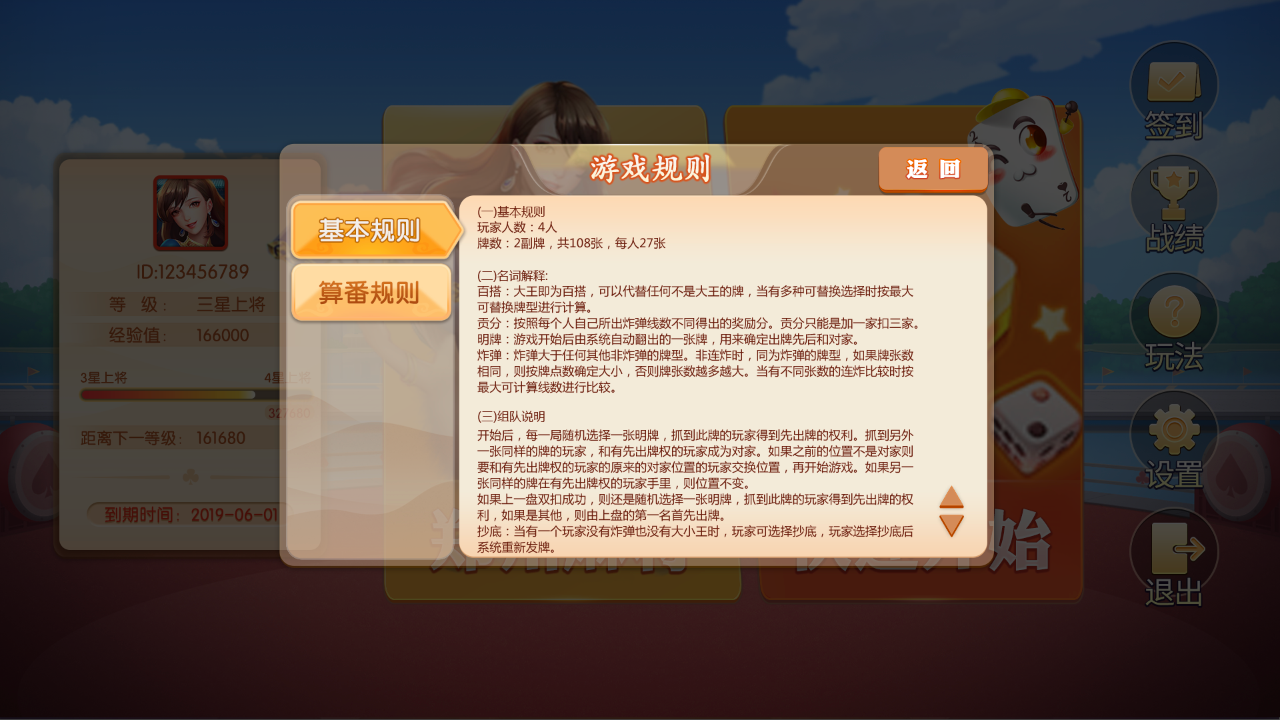 游戏规则
返 回
基本规则
算番规则
(一)基本规则
玩家人数：4人
牌数：2副牌，共108张，每人27张
(二)名词解释:
百搭：大王即为百搭，可以代替任何不是大王的牌，当有多种可替换选择时按最大
可替换牌型进行计算。
贡分：按照每个人自己所出炸弹线数不同得出的奖励分。贡分只能是加一家扣三家。
明牌：游戏开始后由系统自动翻出的一张牌，用来确定出牌先后和对家。
炸弹：炸弹大于任何其他非炸弹的牌型。非连炸时，同为炸弹的牌型，如果牌张数
相同，则按牌点数确定大小，否则牌张数越多越大。当有不同张数的连炸比较时按
最大可计算线数进行比较。
(三)组队说明
开始后，每一局随机选择一张明牌，抓到此牌的玩家得到先出牌的权利。抓到另外
一张同样的牌的玩家，和有先出牌权的玩家成为对家。如果之前的位置不是对家则
要和有先出牌权的玩家的原来的对家位置的玩家交换位置，再开始游戏。如果另一
张同样的牌在有先出牌权的玩家手里，则位置不变。
如果上一盘双扣成功，则还是随机选择一张明牌，抓到此牌的玩家得到先出牌的权
利，如果是其他，则由上盘的第一名首先出牌。
抄底：当有一个玩家没有炸弹也没有大小王时，玩家可选择抄底，玩家选择抄底后
系统重新发牌。
ID:123456789
等 级： 三星上将
经验值： 166000
3星上将 4星上将
327680
距离下一等级： 161680
到期时间：2019-06-01
签到
战绩
玩法
设置
退出
始